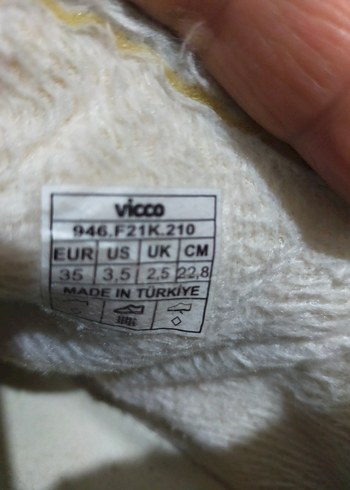 vicco
946.F21K.210
EUR US UK CM
35 3,5 2,5 22,8
MADE IN TÜRKİYE